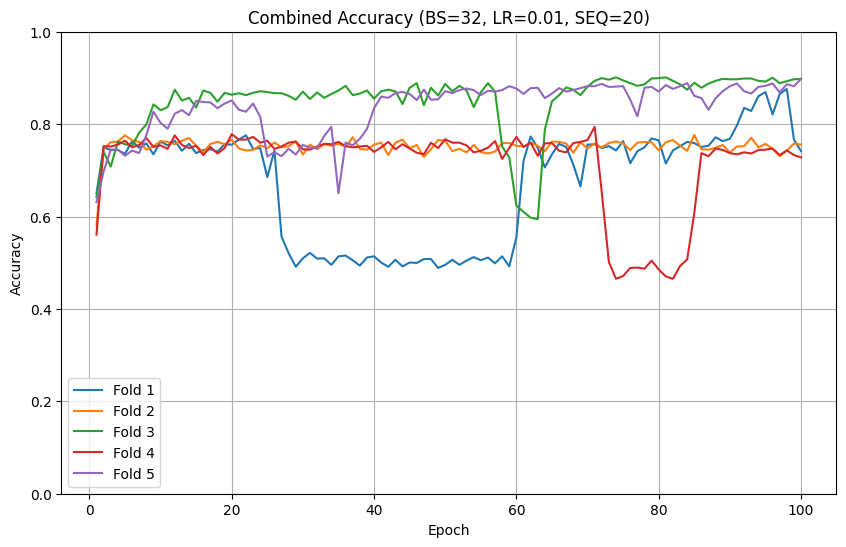 Combined Accuracy (BS=32, LR=0.01, SEQ=20)
1.0
0.8
0.6
0.4
0.2
0.0
Accuracy
Fold 1
Fold 2
Fold 3
Fold 4
Fold 5
0 20 40 60 80 100
Epoch